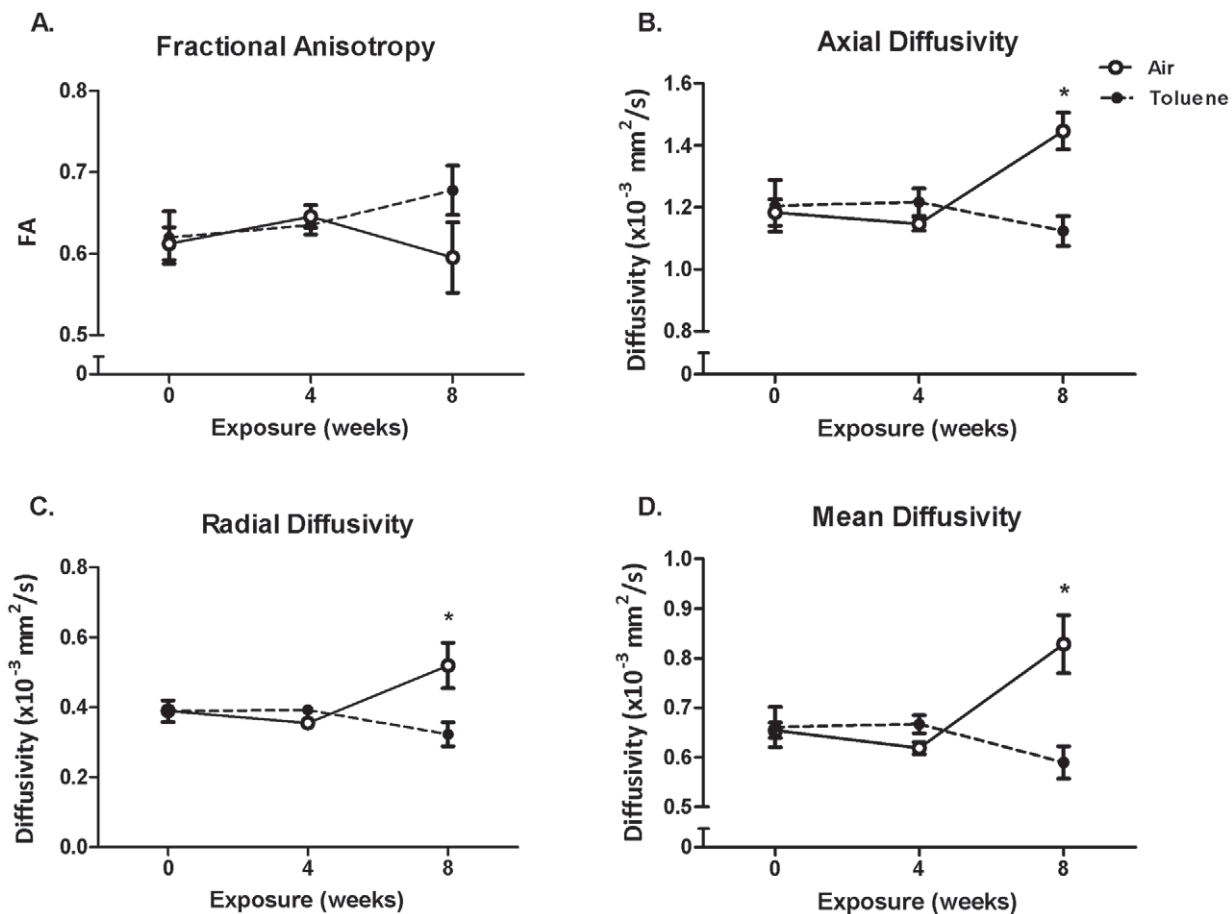 A.
Fractional Anisotropy
0.8
0.7
0.6
0.5
0
FA
0
4
8
Exposure (weeks)
B.
Axial Diffusivity
Air
Toluene
*
1.6
1.4
1.2
1.0
0.8
0
Diffusivity (x10⁻³ mm²/s)
0
4
8
Exposure (weeks)
C.
Radial Diffusivity
*
0.8
0.6
0.4
0.2
0.0
Diffusivity (x10⁻³ mm²/s)
0
4
8
Exposure (weeks)
D.
Mean Diffusivity
*
1.0
0.9
0.8
0.7
0.6
0.5
0
Diffusivity (x10⁻³ mm²/s)
0
4
8
Exposure (weeks)